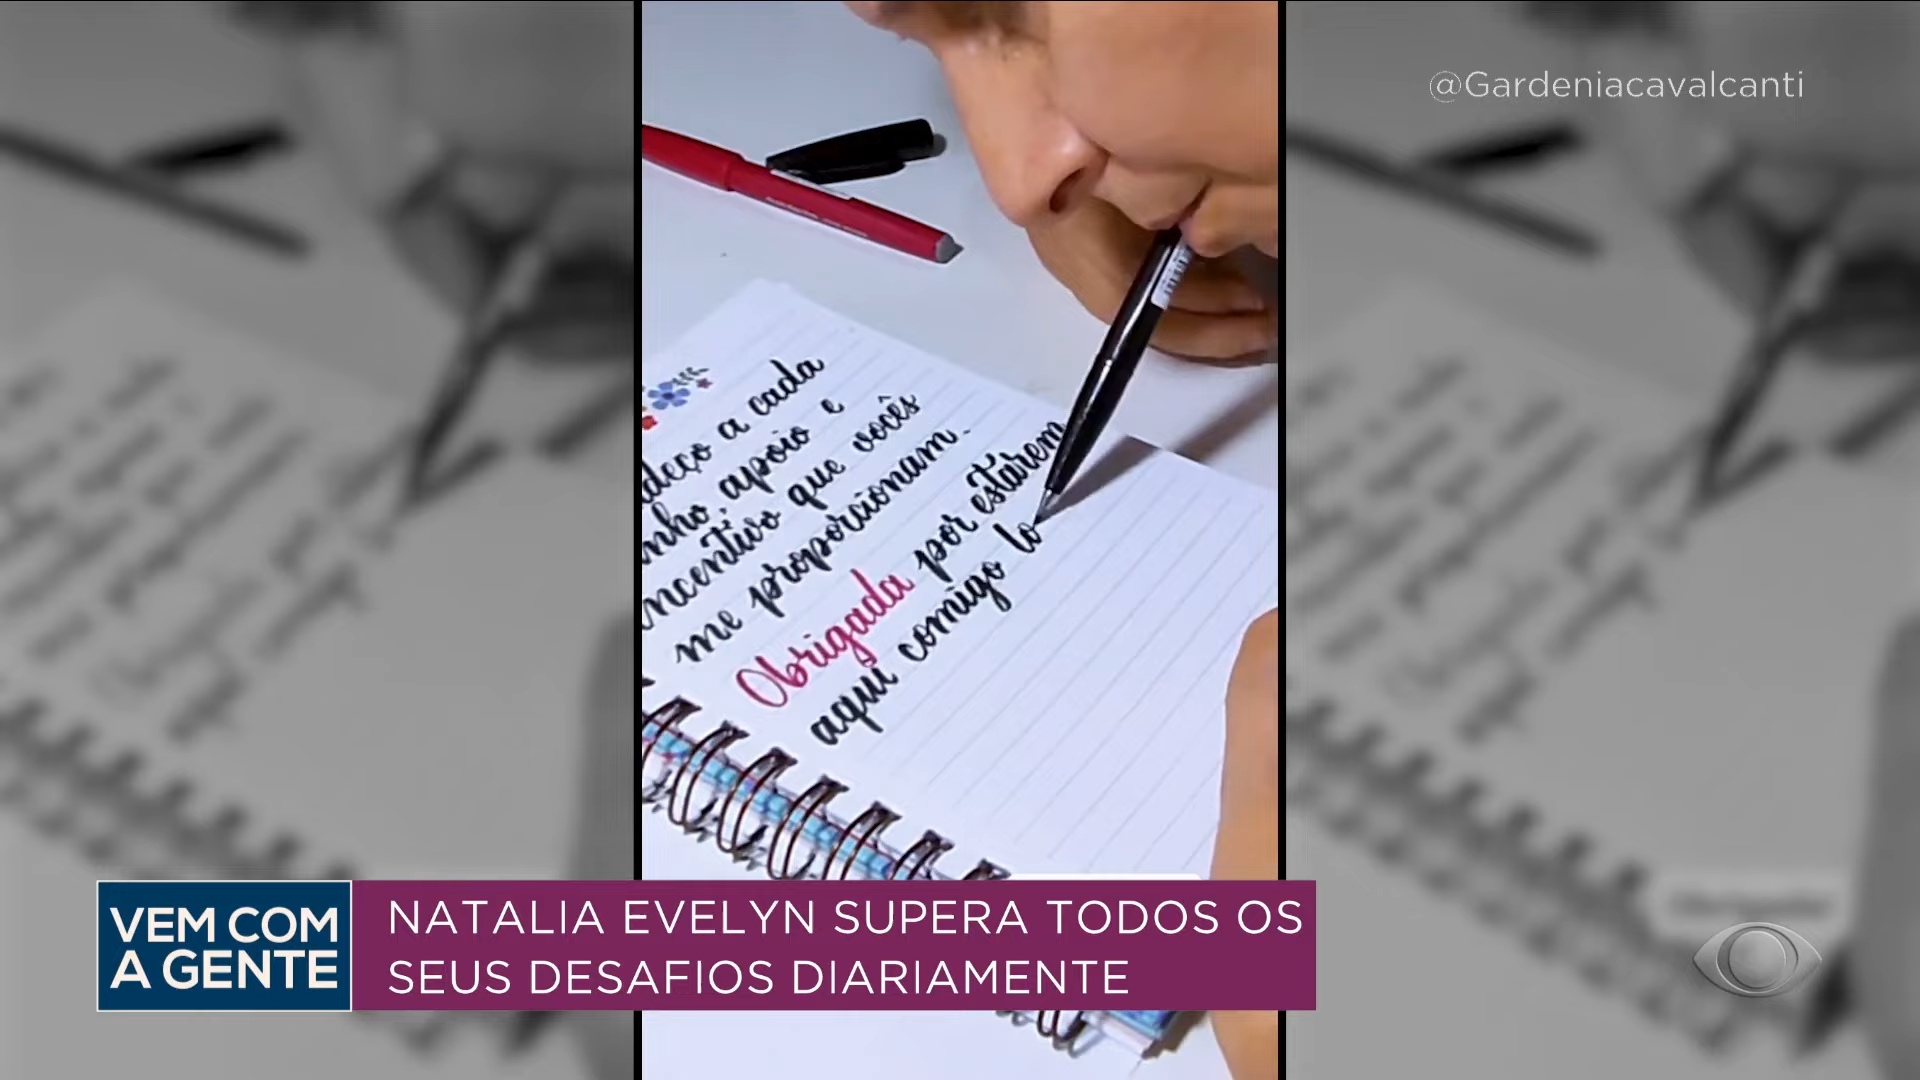 @Gardeniacavalcanti
deço a cada
nho, apoio e
incentivo que vocês
me proporcionam.
Obrigada por estarem
aqui comigo lo
VEM COM
A GENTE
NATALIA EVELYN SUPERA TODOS OS
SEUS DESAFIOS DIARIAMENTE